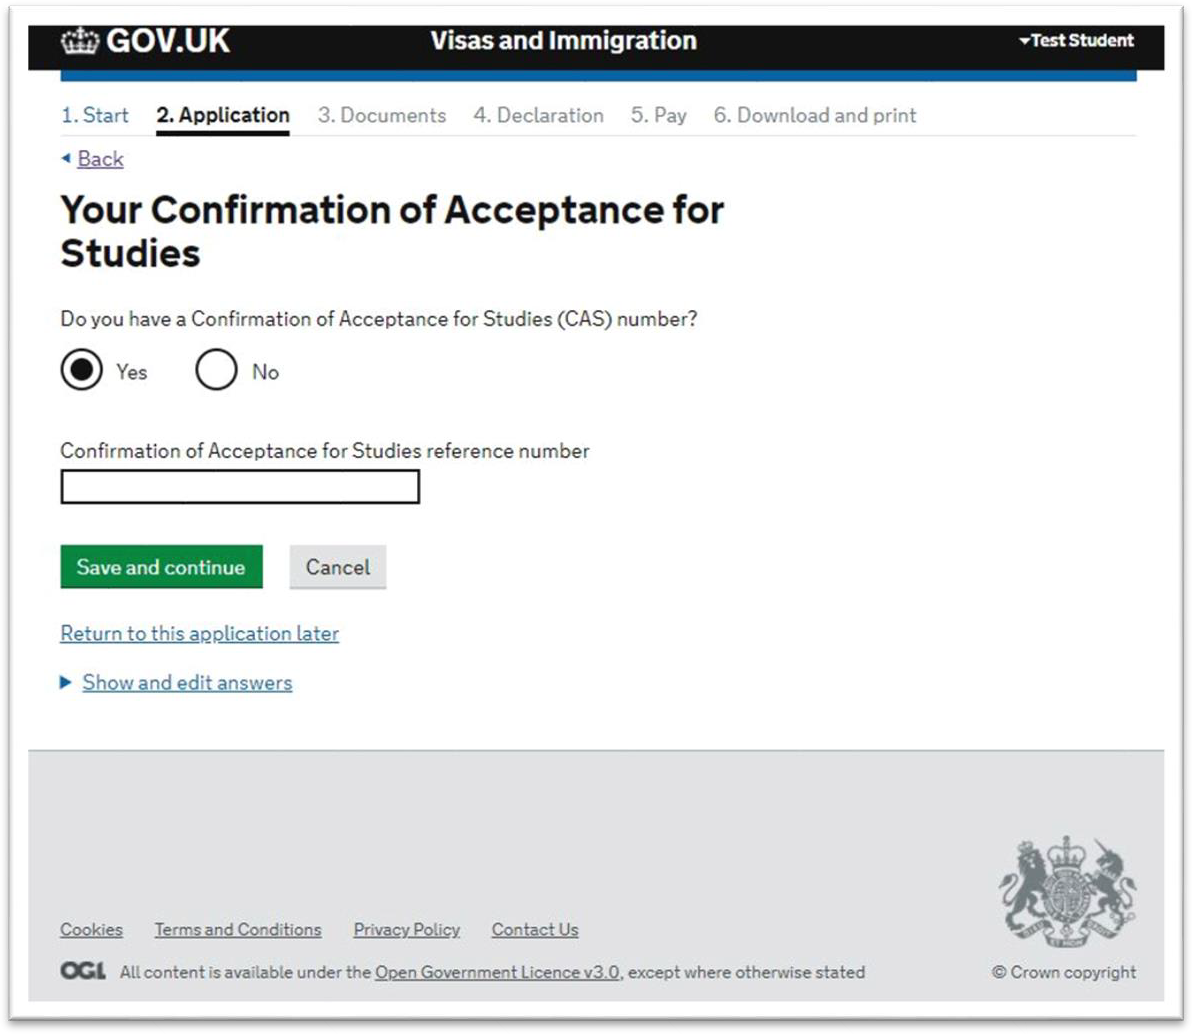 GOV.UK Visas and Immigration Test Student
1. Start 2. Application 3. Documents 4. Declaration 5. Pay 6. Download and print
Back
Your Confirmation of Acceptance for
Studies
Do you have a Confirmation of Acceptance for Studies (CAS) number?
Yes No
Confirmation of Acceptance for Studies reference number
Save and continue Cancel
Return to this application later
Show and edit answers
Cookies Terms and Conditions Privacy Policy Contact Us
OGL All content is available under the Open Government Licence v3.0, except where otherwise stated © Crown copyright